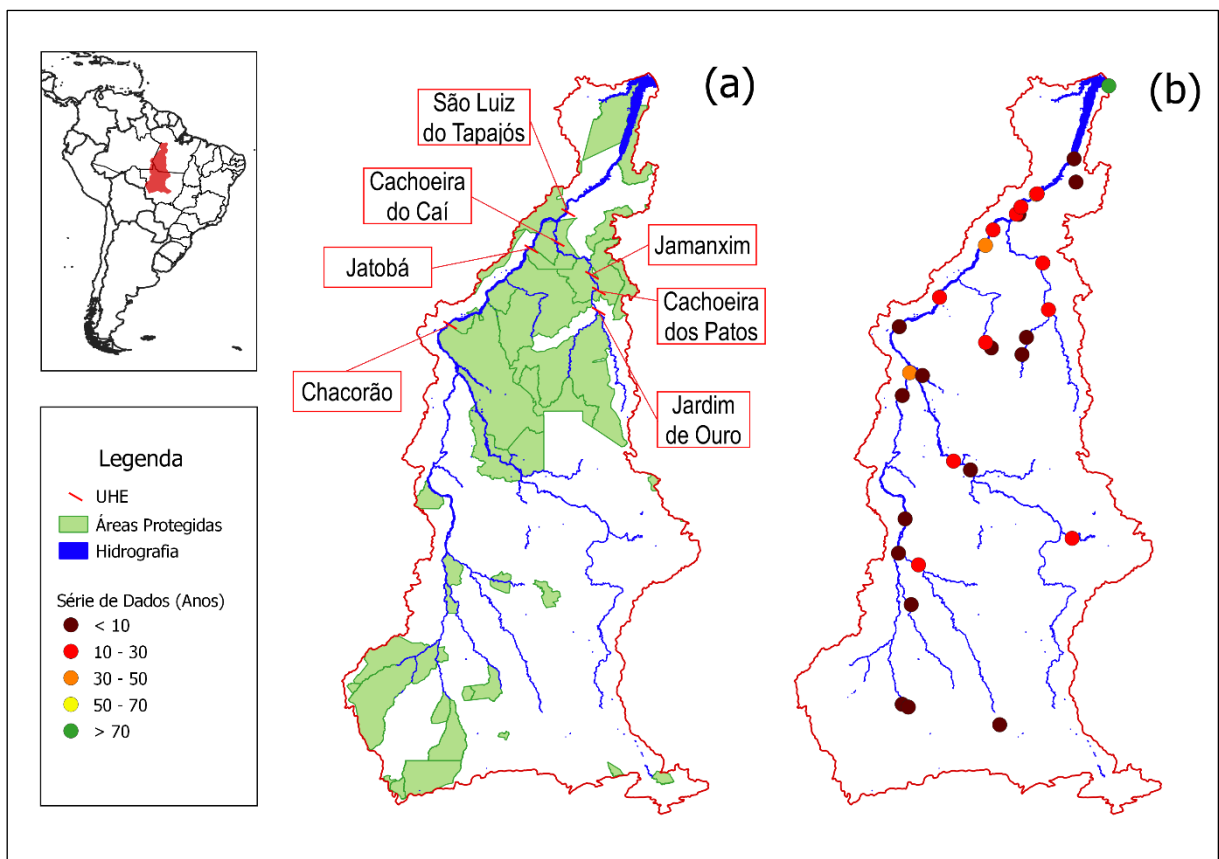 (a)
(b)
São Luiz
do Tapajós
Cachoeira
do Caí
Jatobá
Jamanxim
Cachoeira
dos Patos
Chacorão
Jardim
de Ouro
Legenda
UHE
Áreas Protegidas
Hidrografia
Série de Dados (Anos)
< 10
10 - 30
30 - 50
50 - 70
> 70